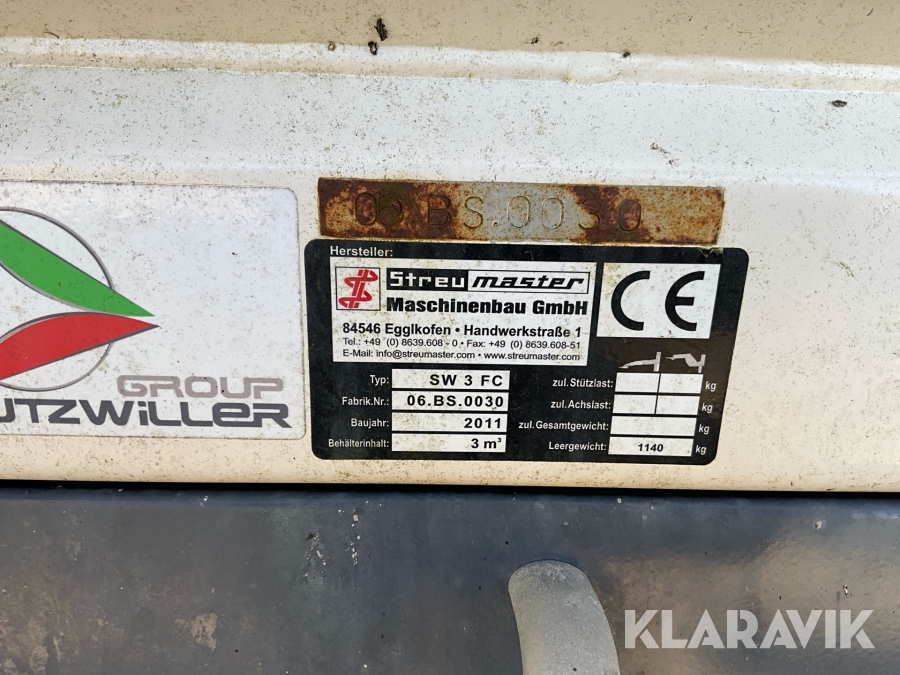 06.BS.0030
Hersteller:
Streumaster
Maschinenbau GmbH
84546 Egglkofen • Handwerkstraße 1
Tel.: +49 (0) 8639.608 - 0 • Fax: +49 (0) 8639.608-51
E-Mail: info@streumaster.com • www.streumaster.com
CE
Typ: SW 3 FC
Fabrik.Nr.: 06.BS.0030
Baujahr: 2011
Behälterinhalt: 3 m³
zul. Stützlast: kg
zul. Achslast: kg
zul. Gesamtgewicht: kg
Leergewicht: 1140 kg
GROUP
UTZWILLER
KLARAVIK